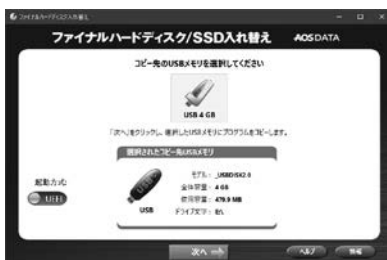 ファイナルハードディスク入れ替え
ファイナルハードディスク/SSD入れ替え AOSDATA
コピー先のUSBメモリを選択してください
USB 4 GB
「次へ」をクリックし、選択したUSBメモリにプログラムをコピーします。
選択されたコピー先USBメモリ
モデル: _USBDISK2.0
全体容量: 4 GB
使用容量: 479.9 MB
ドライブ文字: E:\
USB
起動方式:
UEFI
次へ
ヘルプ